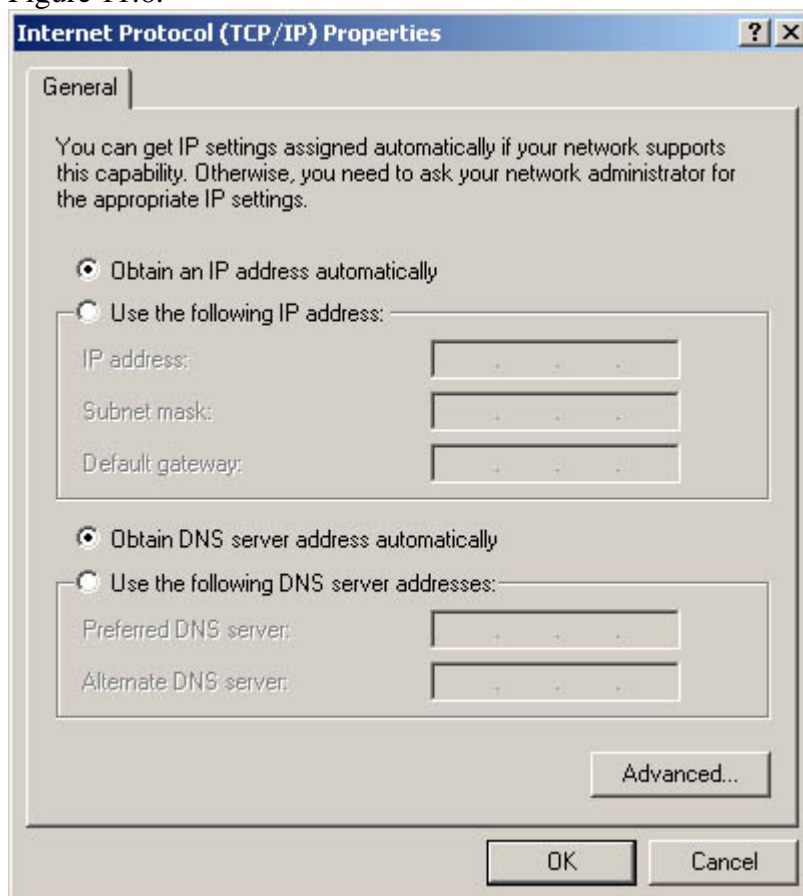 Figure 11.8.
Internet Protocol (TCP/IP) Properties
General
You can get IP settings assigned automatically if your network supports
this capability. Otherwise, you need to ask your network administrator for
the appropriate IP settings.
Obtain an IP address automatically
Use the following IP address:
IP address:
Subnet mask:
Default gateway:
Obtain DNS server address automatically
Use the following DNS server addresses:
Preferred DNS server:
Alternate DNS server:
Advanced...
OK
Cancel